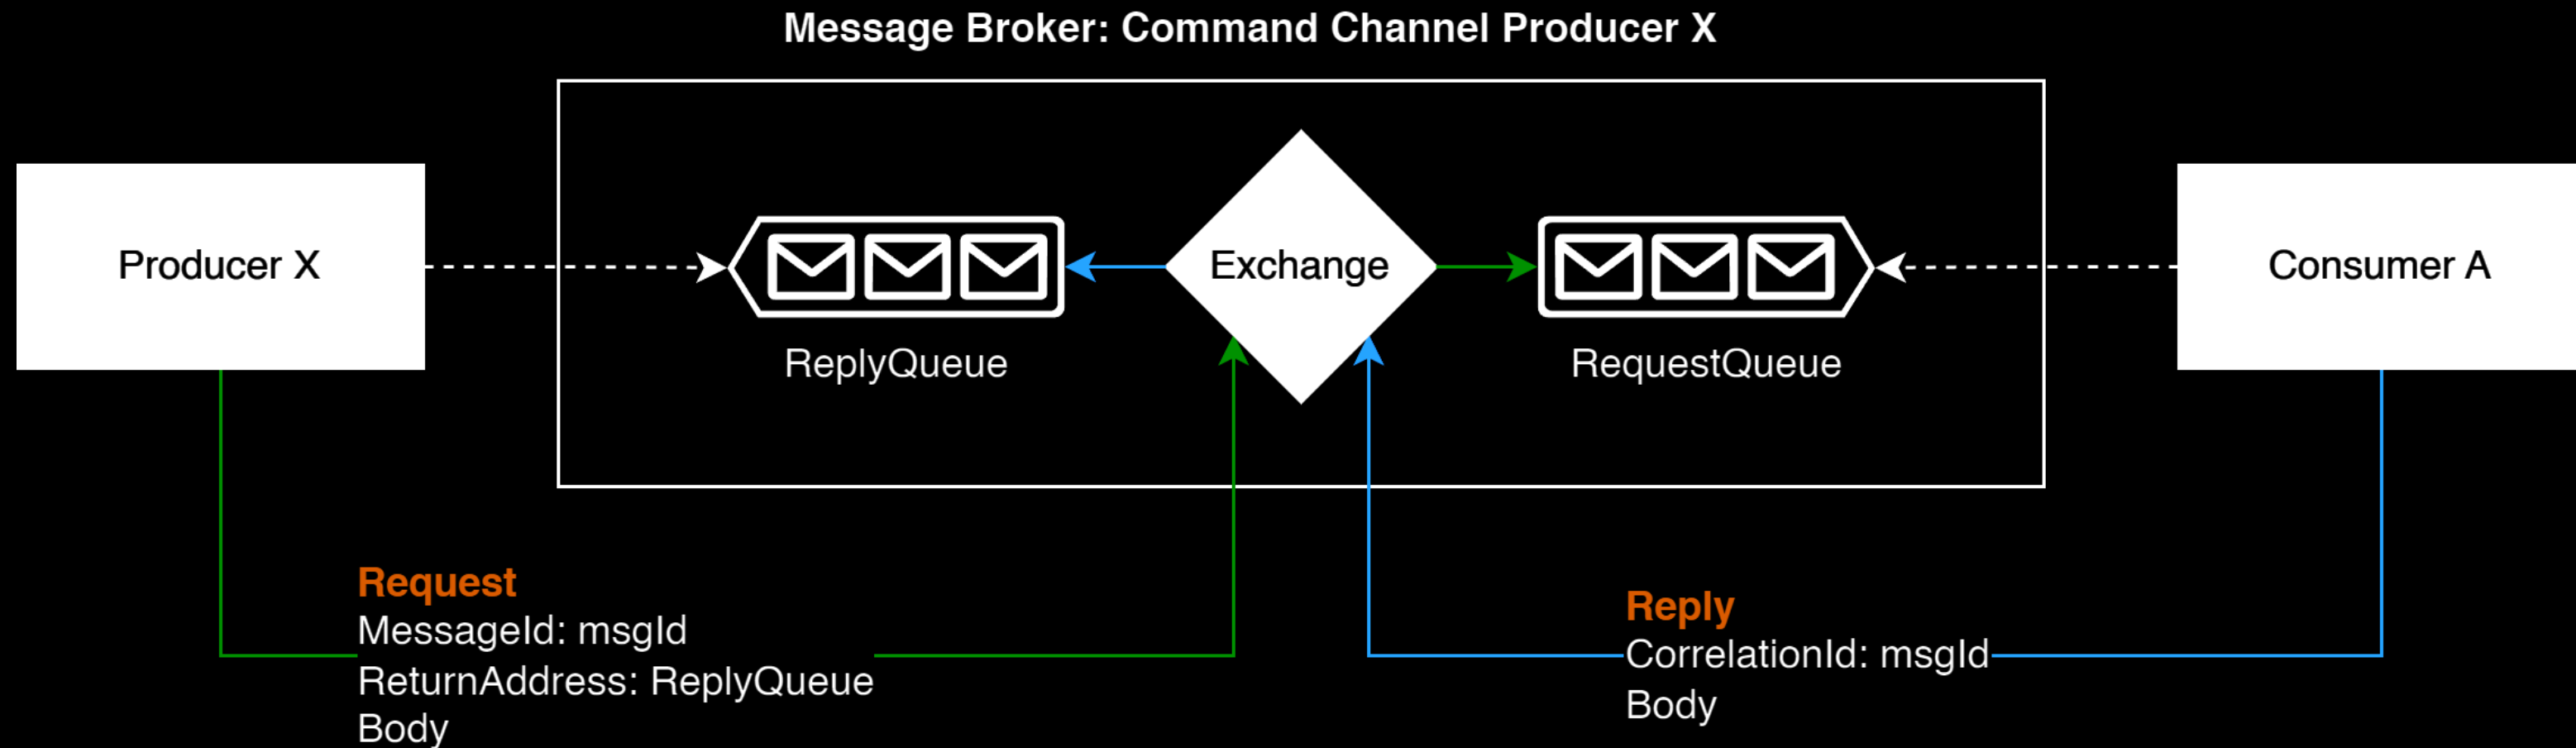 Message Broker: Command Channel Producer X
Producer X
Exchange
Consumer A
ReplyQueue
RequestQueue
Request
MessageId: msgId
ReturnAddress: ReplyQueue
Body
Reply
CorrelationId: msgId
Body